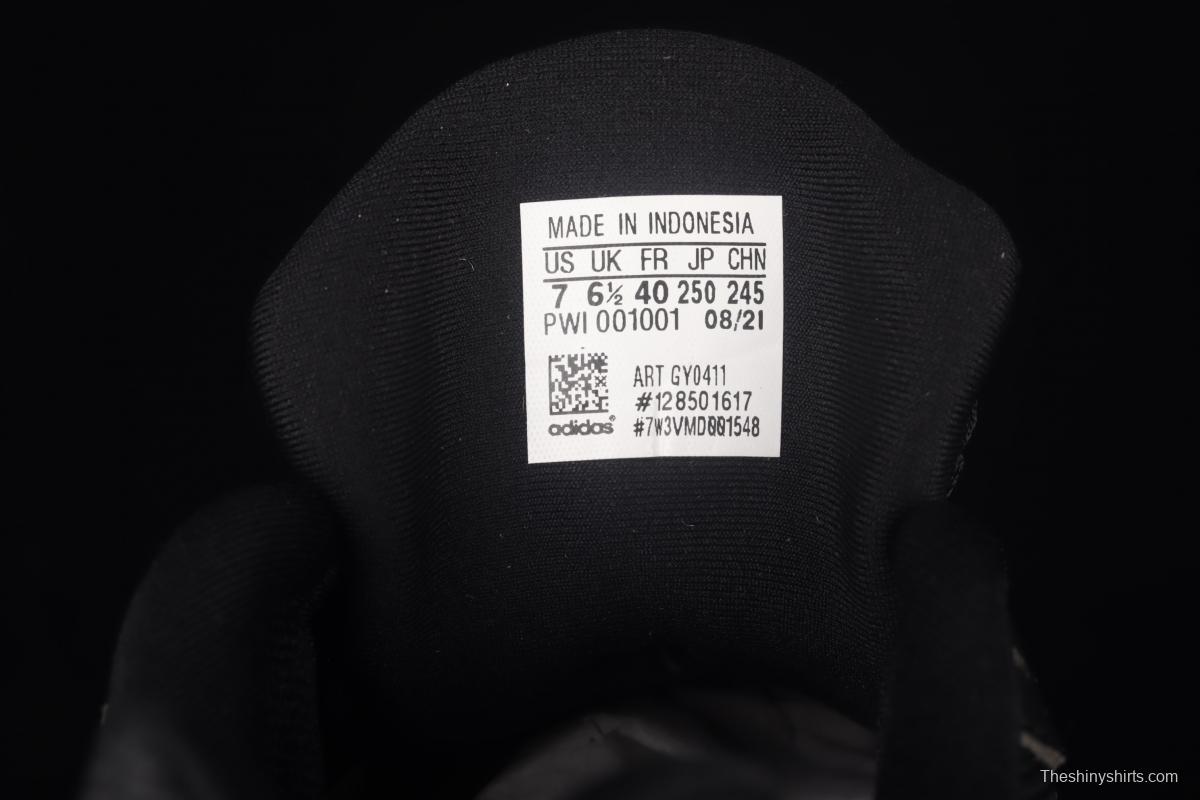 MADE IN INDONESIA
US UK FR JP CHN
7 6½ 40 250 245
PWI 001001 08/21
ART GY0411
#128501617
adidas®
#7W3VMD001548
Theshinyshirts.com